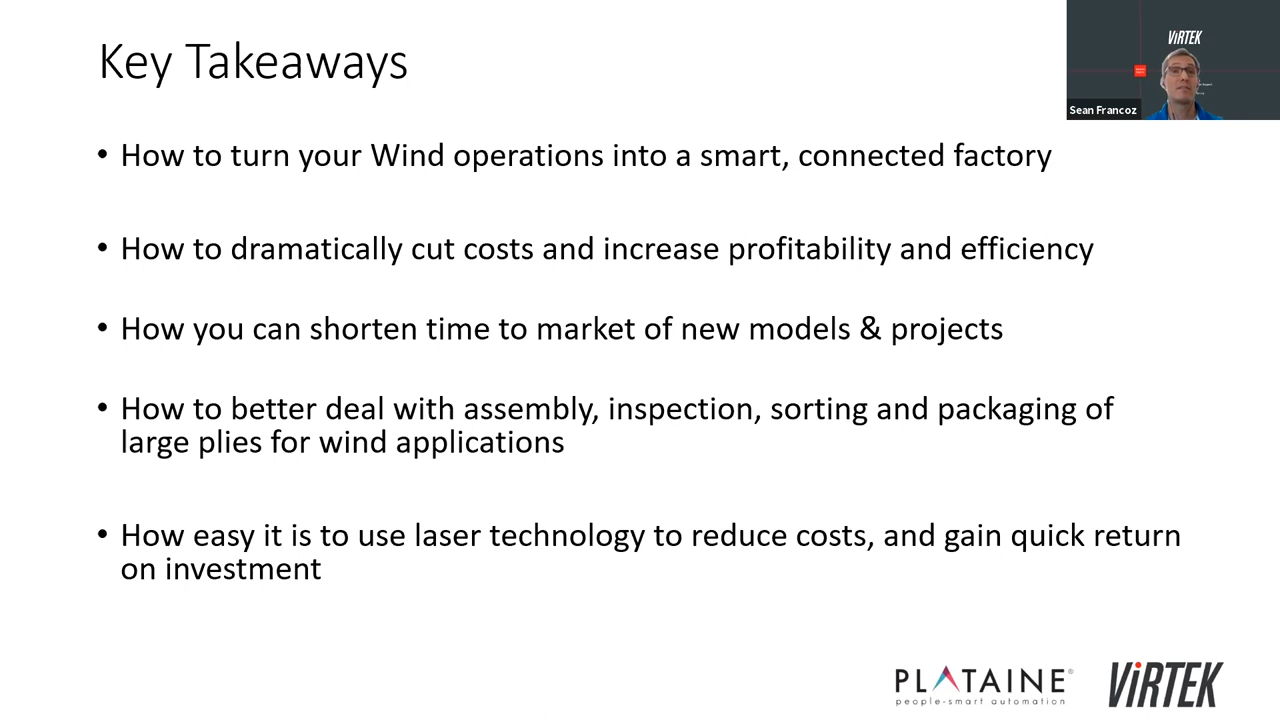 Key Takeaways
ViRTEK
Sean Francoz
• How to turn your Wind operations into a smart, connected factory
• How to dramatically cut costs and increase profitability and efficiency
• How you can shorten time to market of new models & projects
• How to better deal with assembly, inspection, sorting and packaging of
large plies for wind applications
• How easy it is to use laser technology to reduce costs, and gain quick return
on investment
PLATAINE®
people-smart automation
ViRTEK